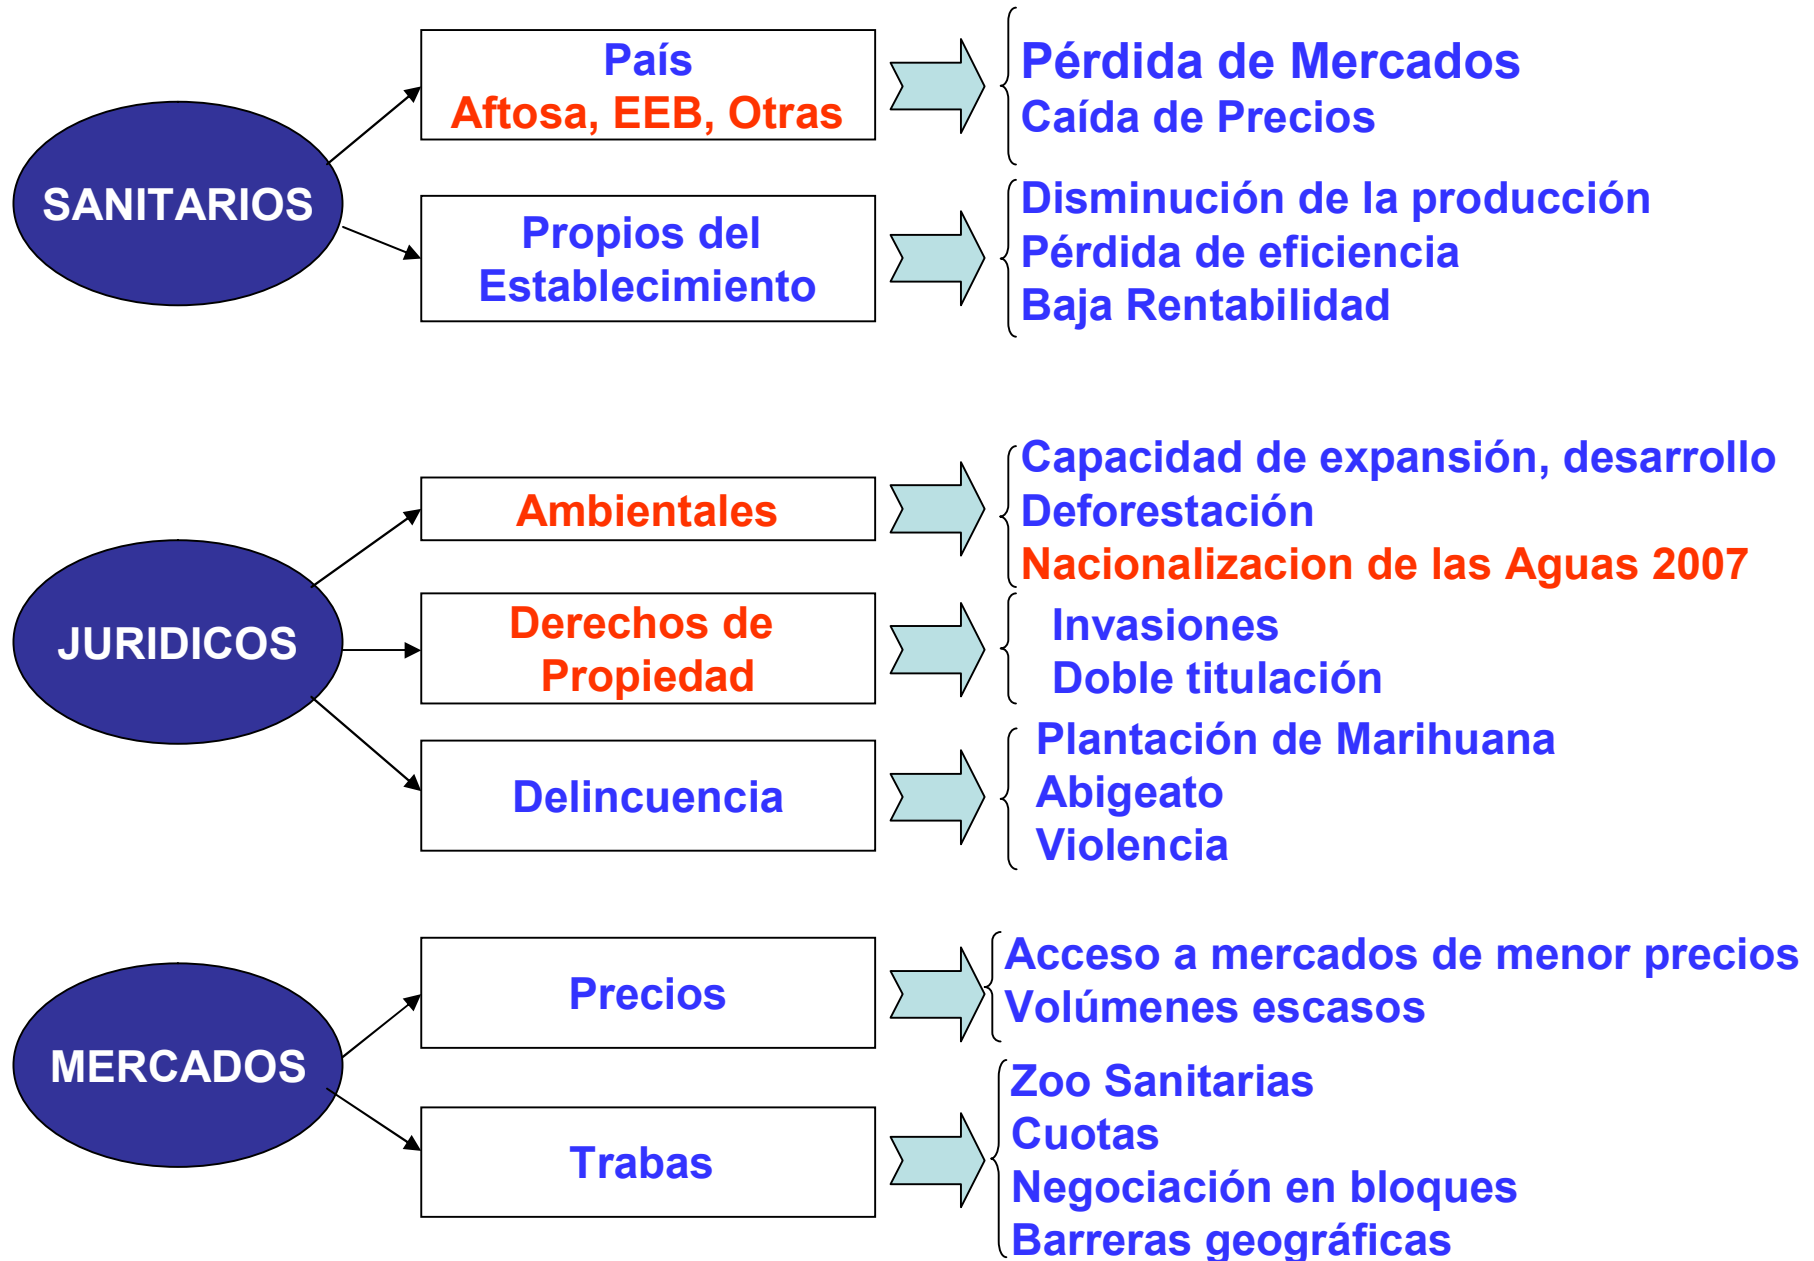 SANITARIOS
País
Aftosa, EEB, Otras
Pérdida de Mercados
Caída de Precios
Propios del
Establecimiento
Disminución de la producción
Pérdida de eficiencia
Baja Rentabilidad
JURIDICOS
Ambientales
Capacidad de expansión, desarrollo
Deforestación
Nacionalizacion de las Aguas 2007
Derechos de
Propiedad
Invasiones
Doble titulación
Delincuencia
Plantación de Marihuana
Abigeato
Violencia
MERCADOS
Precios
Acceso a mercados de menor precios
Volúmenes escasos
Trabas
Zoo Sanitarias
Cuotas
Negociación en bloques
Barreras geográficas